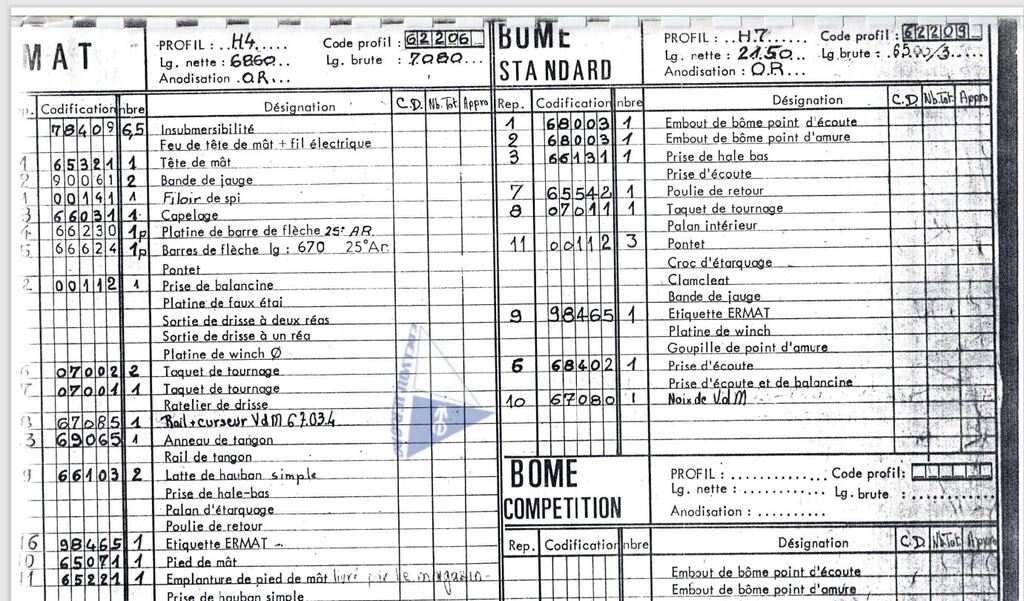 MAT
PROFIL : ..H4......
Code profil : 62206
Lg. nette : 6860....
Lg. brute : 7080...
Anodisation : .O.R....
p. Codification nbre Désignation C.D. Nb.Tot. Appro
78409 6,5 Insubmersibilité
Feu de tête de mât + fil électrique
1 65321 1 Tête de mât
2 90061 2 Bande de jauge
1 00141 1 Filoir de spi
3 66031 1 Capelage
66230 1p Platine de barre de flèche 25° AR
5 66624 1p Barres de flèche lg : 670 25°Ar
Pontet
2 00112 1 Prise de balancine
Platine de faux étai
Sortie de drisse à deux réas
Sortie de drisse à un réa
Platine de winch Ø
6 07002 2 Taquet de tournage
7 07001 1 Taquet de tournage
Ratelier de drisse
67085 1 Rail + curseur VdM 67.034
3 69065 1 Anneau de tangon
Rail de tangon
9 66103 2 Latte de hauban simple
Prise de hale-bas
Palan d'étarquage
Poulie de retour
16 98465 1 Etiquette ERMAT
0 65071 1 Pied de mât
11 65221 1 Emplanture de pied de mât livré par le magasin
Prise de hauban simple
BOME
STANDARD
PROFIL : ..H.7.....
Code profil : 62209
Lg. nette : 2150...
Lg. brute : 6500/3....
Anodisation : O.R...
Rep. Codification nbre Désignation C.D. Nb.Tot. Appro
1 68003 1 Embout de bôme point d'écoute
2 68003 1 Embout de bôme point d'amure
3 66131 1 Prise de hale bas
Prise d'écoute
7 65542 1 Poulie de retour
8 07011 1 Taquet de tournage
Palan intérieur
11 00112 3 Pontet
Croc d'étarquage
Clamcleat
Bande de jauge
9 98465 1 Etiquette ERMAT
Platine de winch
Goupille de point d'amure
6 68402 1 Prise d'écoute
Prise d'écoute et de balancine
10 67080 1 Noix de VdM
BOME
COMPETITION
PROFIL : .............
Code profil :
Lg. nette : ...........
Lg. brute : ............
Anodisation : ..........
Rep. Codification nbre Désignation C.D. Nb.Tot. Appro
Embout de bôme point d'écoute
Embout de bôme point d'amure